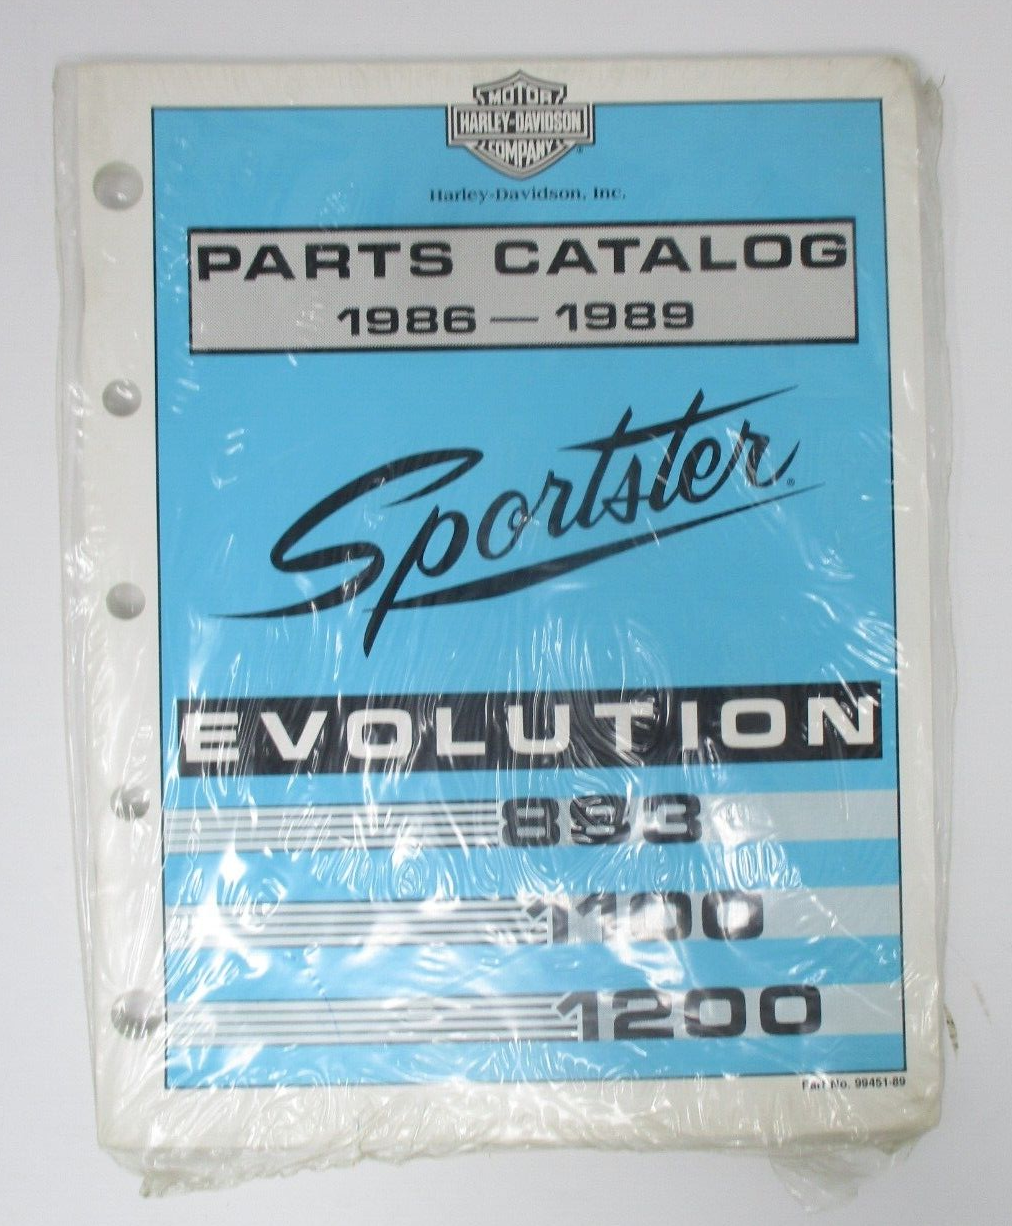 MOTOR
HARLEY-DAVIDSON
COMPANY
®
Harley-Davidson, Inc.
PARTS CATALOG
1986 — 1989
Sportster®
EVOLUTION
883
1100
1200
Part No. 99451-89